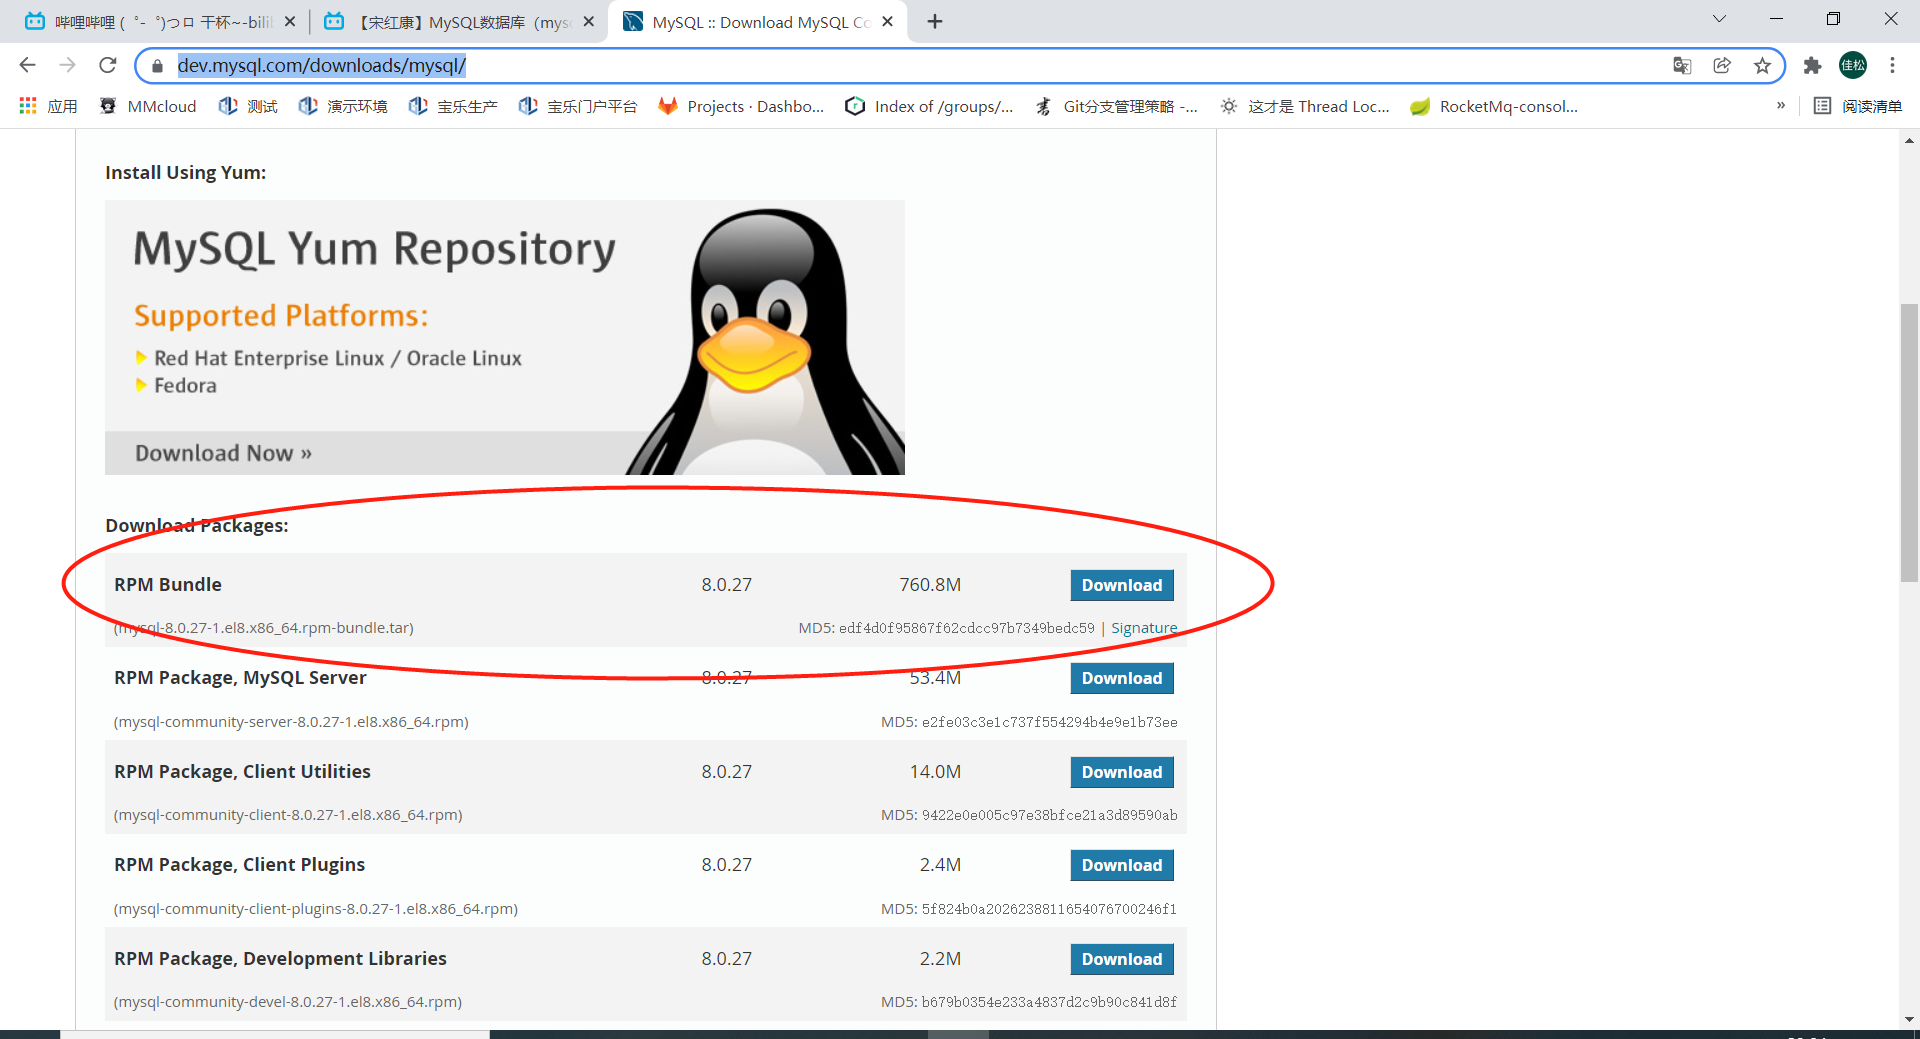 哔哩哔哩 ( ゜- ゜)つロ 干杯~-bili
【宋红康】MySQL数据库（mys
MySQL :: Download MySQL Co
dev.mysql.com/downloads/mysql/
佳松
应用
MMcloud
测试
演示环境
宝乐生产
宝乐门户平台
Projects · Dashbo...
Index of /groups/...
Git分支管理策略 -...
这才是 Thread Loc...
RocketMq-consol...
»
阅读清单
Install Using Yum:
MySQL Yum Repository
Supported Platforms:
Red Hat Enterprise Linux / Oracle Linux
Fedora
Download Now »
Download Packages:
RPM Bundle 8.0.27 760.8M Download
(mysql-8.0.27-1.el8.x86_64.rpm-bundle.tar) MD5: edf4d0f95867f62cdcc97b7349bedc59 | Signature
RPM Package, MySQL Server 8.0.27 53.4M Download
(mysql-community-server-8.0.27-1.el8.x86_64.rpm) MD5: e2fe03c3e1c737f554294b4e9e1b73ee
RPM Package, Client Utilities 8.0.27 14.0M Download
(mysql-community-client-8.0.27-1.el8.x86_64.rpm) MD5: 9422e0e005c97e38bfce21a3d89590ab
RPM Package, Client Plugins 8.0.27 2.4M Download
(mysql-community-client-plugins-8.0.27-1.el8.x86_64.rpm) MD5: 5f824b0a2026238811654076700246f1
RPM Package, Development Libraries 8.0.27 2.2M Download
(mysql-community-devel-8.0.27-1.el8.x86_64.rpm) MD5: b679b0354e233a4837d2c9b90c841d8f